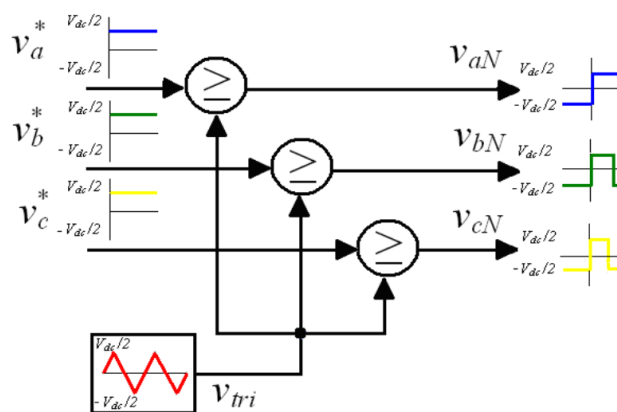 v_a^*
V_dc/2
-V_dc/2
≥
v_aN
V_dc/2
-V_dc/2
v_b^*
V_dc/2
-V_dc/2
≥
v_bN
V_dc/2
-V_dc/2
v_c^*
V_dc/2
-V_dc/2
≥
v_cN
V_dc/2
-V_dc/2
V_dc/2
-V_dc/2
v_tri